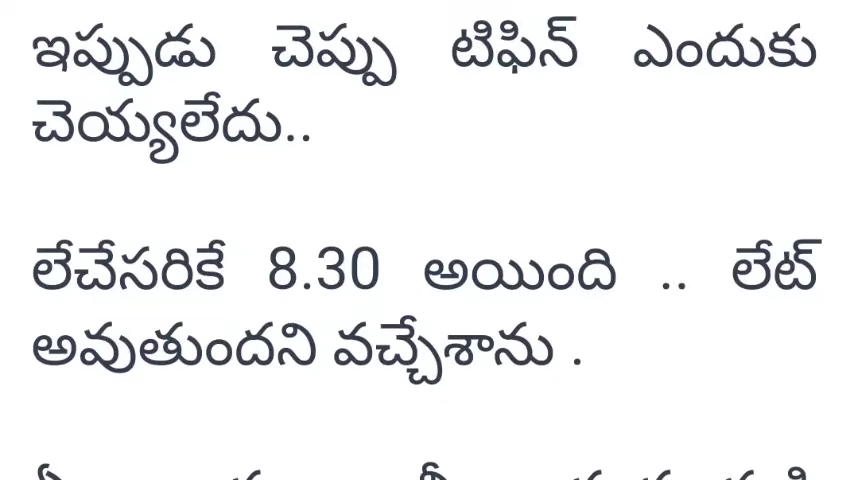 ఇప్పుడు చెప్పు టిఫిన్ ఎందుకు
చెయ్యలేదు..
లేచేసరికే 8.30 అయింది .. లేట్
అవుతుందని వచ్చేశాను .